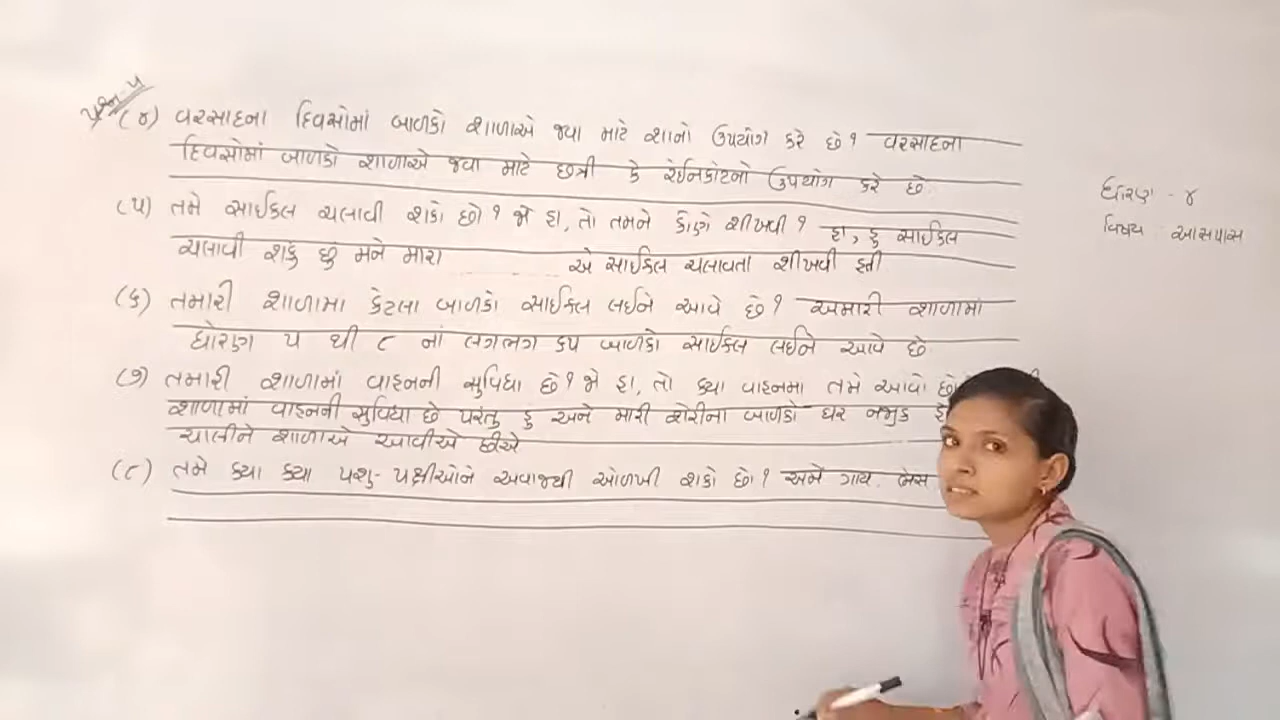 પ્રશ્ન-૫
(૪) વરસાદના દિવસોમાં બાળકો શાળાએ જવા માટે શાનો ઉપયોગ કરે છે? વરસાદના
દિવસોમાં બાળકો શાળાએ જવા માટે છત્રી કે રેઈનકોટનો ઉપયોગ કરે છે.
(૫) તમે સાઈકલ ચલાવી શકો છો? જો હા, તો તમને કોણે શીખવી? હા, હું સાઈકલ
ચલાવી શકું છું મને મારા એ સાઈકલ ચલાવતા શીખવી હતી
(૬) તમારી શાળામા કેટલા બાળકો સાઈકલ લઈને આવે છે? અમારી શાળામાં
ધોરણ ૫ થી ૮ નાં લગભગ ૬૫ બાળકો સાઈકલ લઈને આવે છે.
(૭) તમારી શાળામાં વાહનની સુવિધા છે? જો હા, તો ક્યા વાહનમા તમે આવો છો
શાળામાં વાહનની સુવિધા છે પરંતુ હું અને મારી શેરીના બાળકો ઘર નજીક
ચાલીને શાળાએ આવીએ છીએ
(૮) તમે ક્યા ક્યા પશુ-પક્ષીઓને અવાજથી ઓળખી શકો છો? અમે ગાય, ભેંસ
ધોરણ - ૪
વિષય : આસપાસ